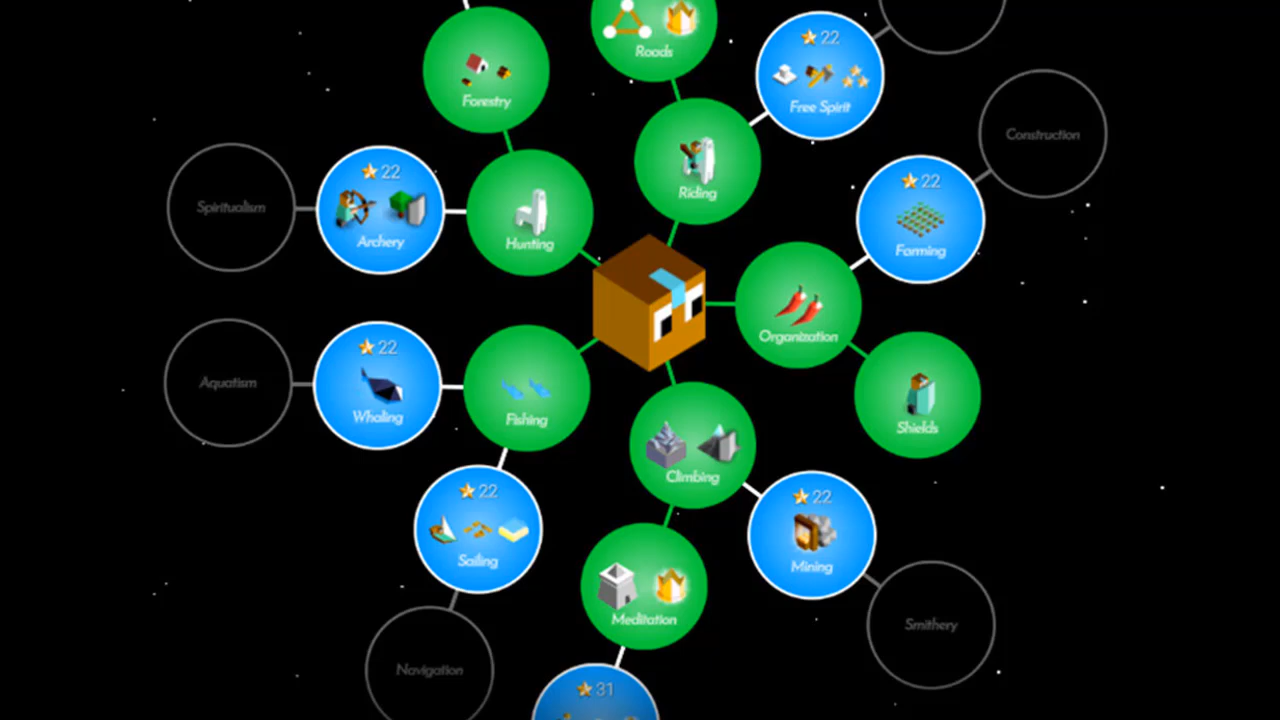 Roads
22
Free Spirit
Forestry
Construction
22
Archery
Spiritualism
Hunting
Riding
22
Farming
Organization
22
Whaling
Aquatism
Fishing
Shields
Climbing
22
Sailing
22
Mining
Meditation
Smithery
Navigation
31